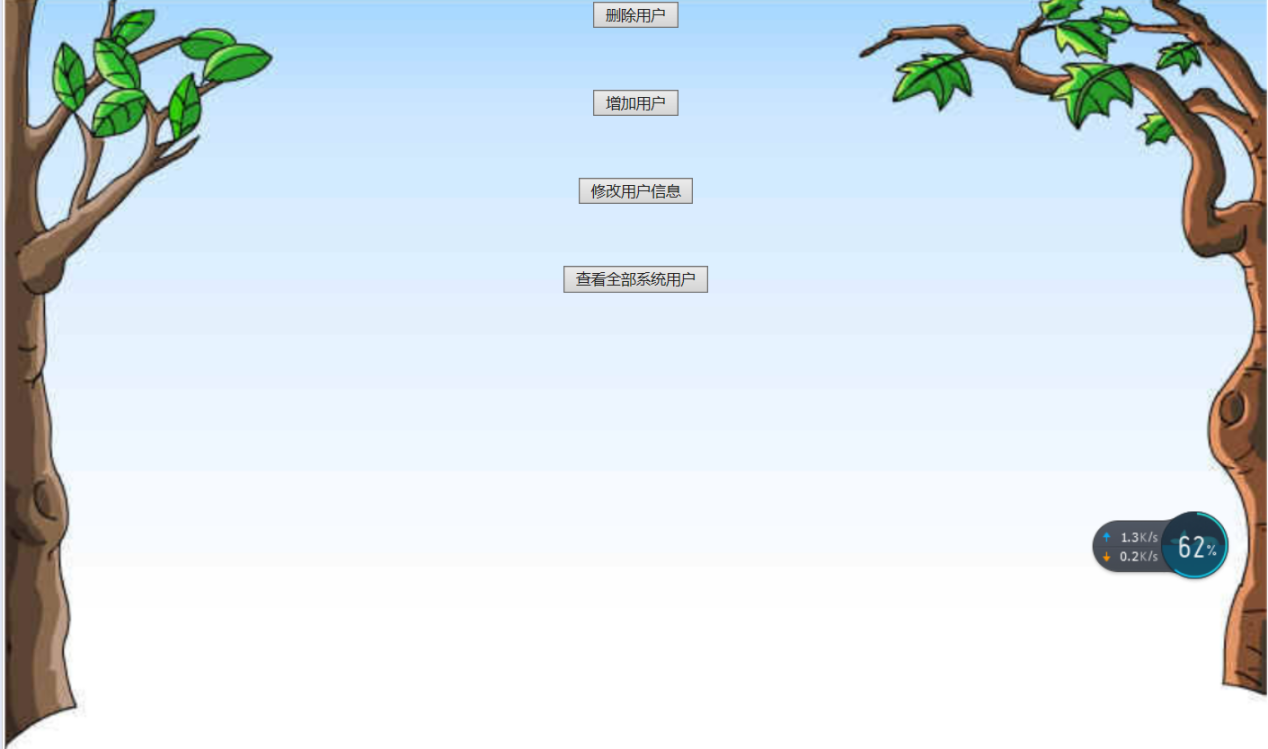 删除用户
增加用户
修改用户信息
查看全部系统用户
1.3K/s
0.2K/s
62%